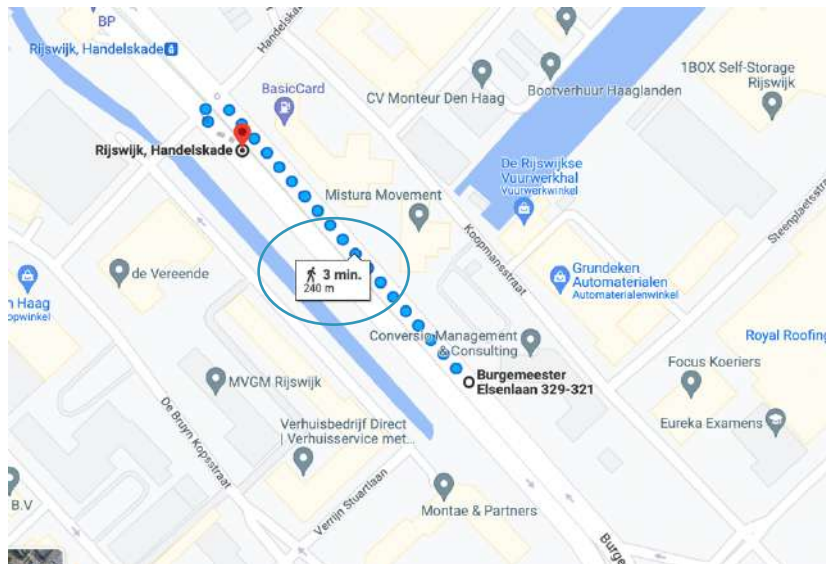 BP
Rijswijk, Handelskade
Handelskade
BasicCard
CV Monteur Den Haag
Bootverhuur Haaglanden
1BOX Self-Storage
Rijswijk
Rijswijk, Handelskade
De Rijswijkse
Vuurwerkhal
Vuurwerkwinkel
Mistura Movement
Koopmansstraat
Steenplaetsstra
de Vereende
3 min.
240 m
Grundeken
Automaterialen
Automaterialenwinkel
n Haag
opwinkel
Conversio Management
& Consulting
Royal Roofing
Focus Koeriers
Burgemeester
Elsenlaan 329-321
MVGM Rijswijk
De Bruyn Kopsstraat
Verhuisbedrijf Direct
| Verhuisservice met...
Eureka Examens
Verrijn Stuartlaan
B.V
Montae & Partners
Burge